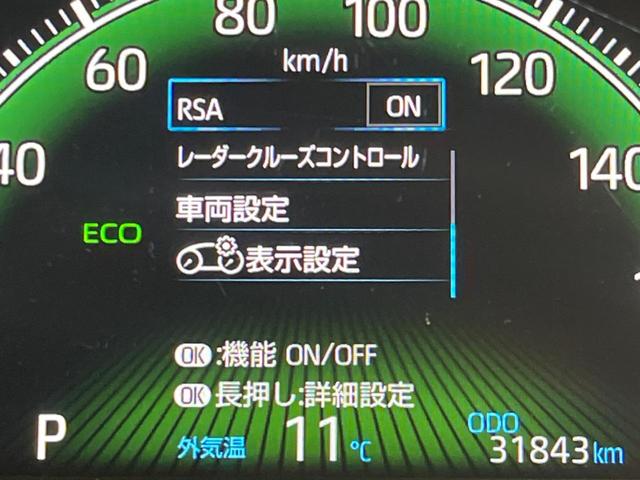 80 100
km/h
60 120
RSA ON
40 レーダークルーズコントロール 140
車両設定
ECO
表示設定
OK:機能 ON/OFF
OK長押し:詳細設定
P 外気温 11℃ ODO 31843km